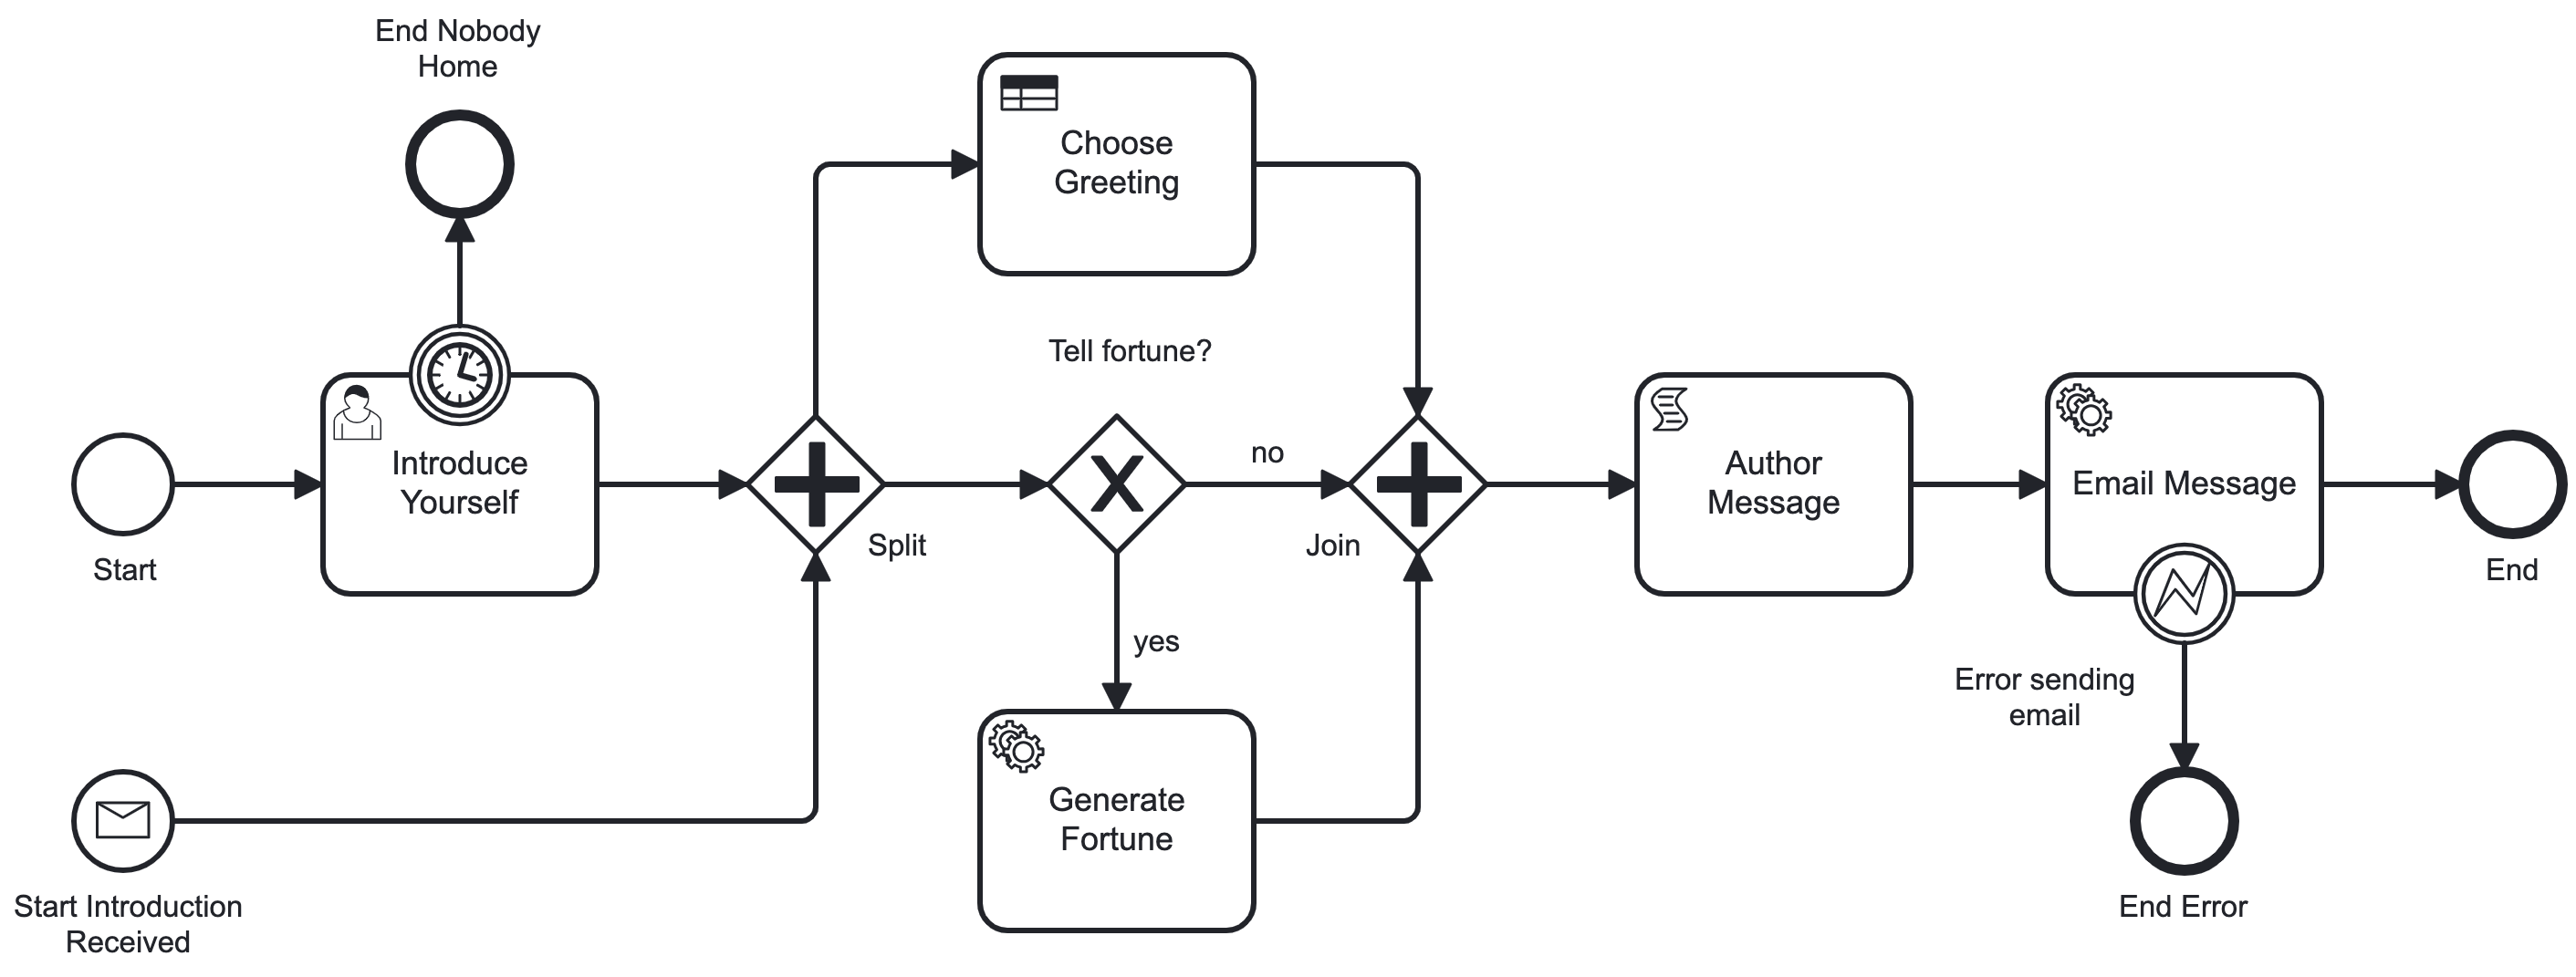 End Nobody
Home
Choose
Greeting
Tell fortune?
Introduce
Yourself
no
Author
Message
Email Message
Start
Split
Join
End
yes
Error sending
email
Generate
Fortune
Start Introduction
Received
End Error